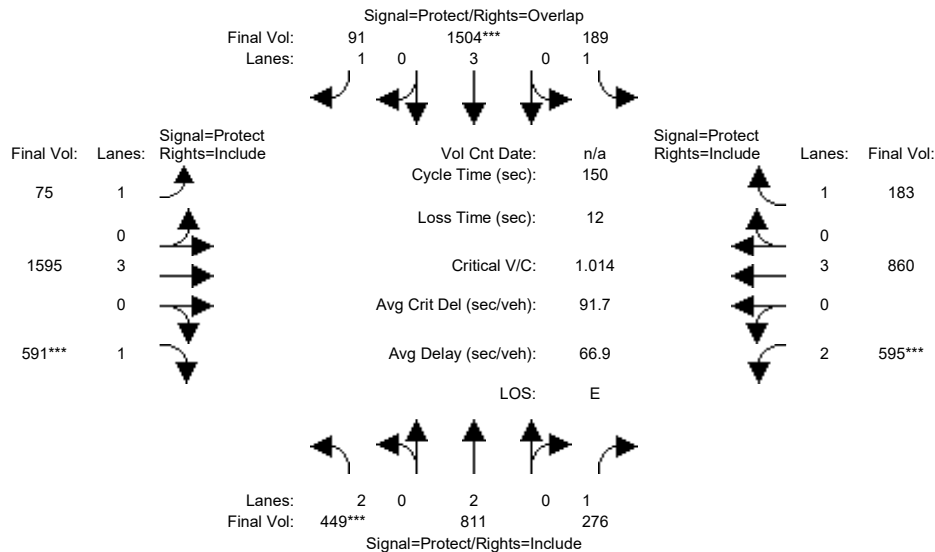 Signal=Protect/Rights=Overlap
Final Vol: 91 1504*** 189
Lanes: 1 0 3 0 1
Signal=Protect
Final Vol: Lanes: Rights=Include
Vol Cnt Date: n/a
Signal=Protect
Rights=Include Lanes: Final Vol:
Cycle Time (sec): 150
75 1
1 183
Loss Time (sec): 12
0
0
1595 3
Critical V/C: 1.014
3 860
0
Avg Crit Del (sec/veh): 91.7
0
591*** 1
Avg Delay (sec/veh): 66.9
2 595***
LOS: E
Lanes: 2 0 2 0 1
Final Vol: 449*** 811 276
Signal=Protect/Rights=Include